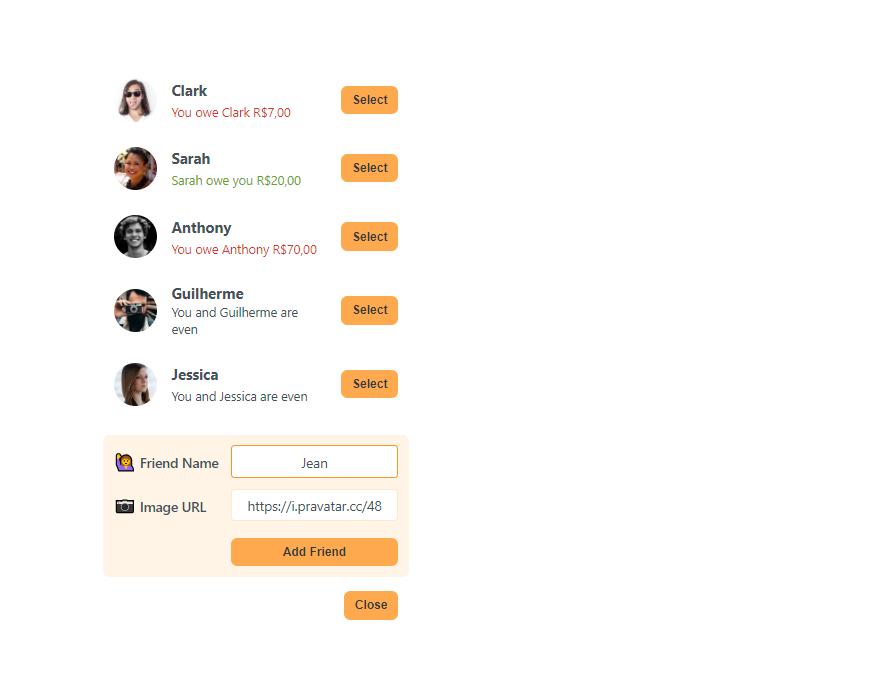 Clark
You owe Clark R$7,00
Select
Sarah
Sarah owe you R$20,00
Select
Anthony
You owe Anthony R$70,00
Select
Guilherme
You and Guilherme are
even
Select
Jessica
You and Jessica are even
Select
Friend Name
Jean
Image URL
https://i.pravatar.cc/48
Add Friend
Close